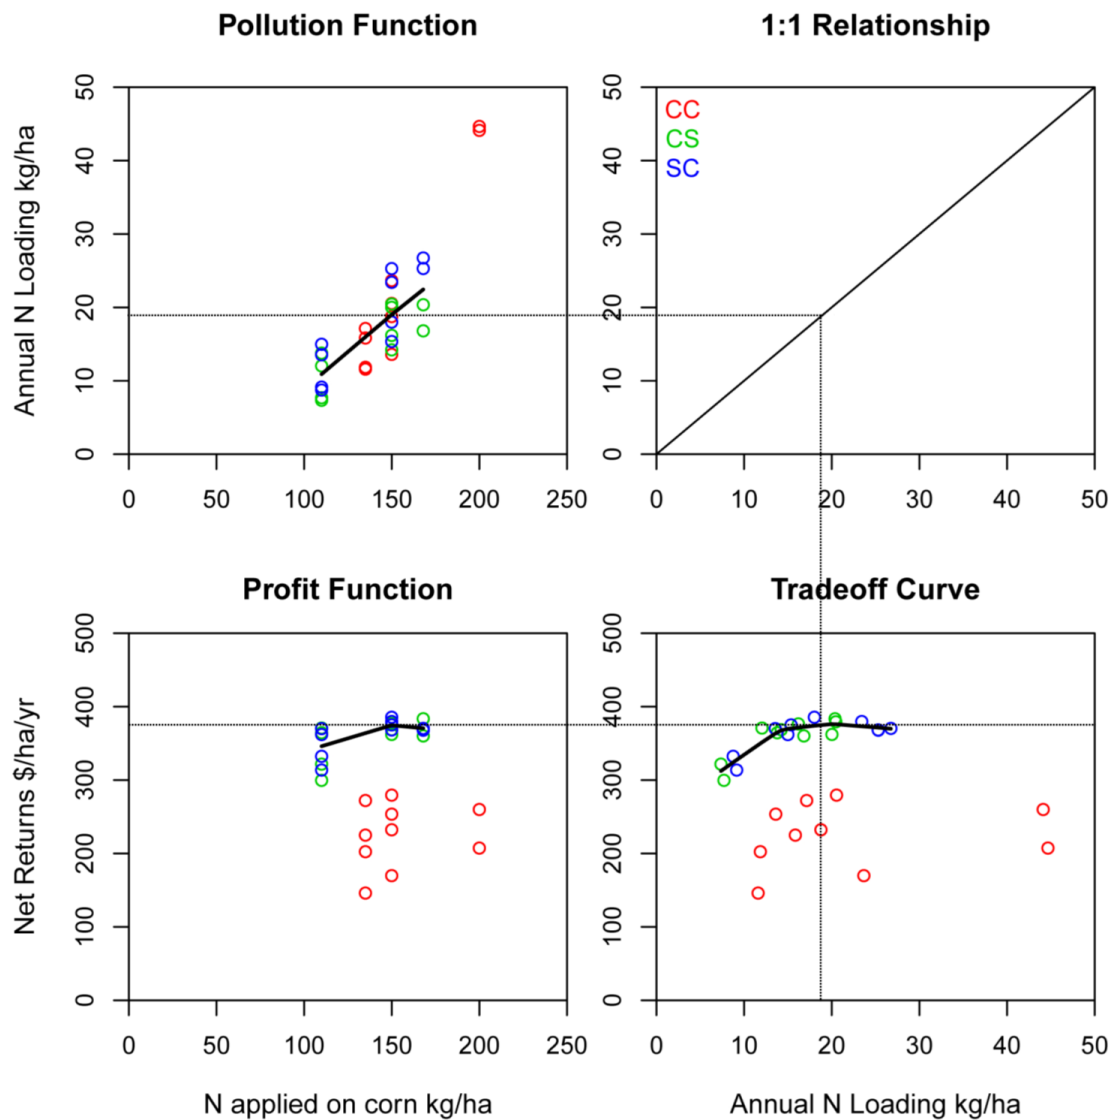 Pollution Function
1:1 Relationship
Annual N Loading kg/ha
0 10 20 30 40 50
0 50 100 150 200 250
CC
CS
SC
0 10 20 30 40 50
0 10 20 30 40 50
Profit Function
Tradeoff Curve
Net Returns $/ha/yr
0 100 200 300 400 500
0 50 100 150 200 250
N applied on corn kg/ha
0 100 200 300 400 500
0 10 20 30 40 50
Annual N Loading kg/ha